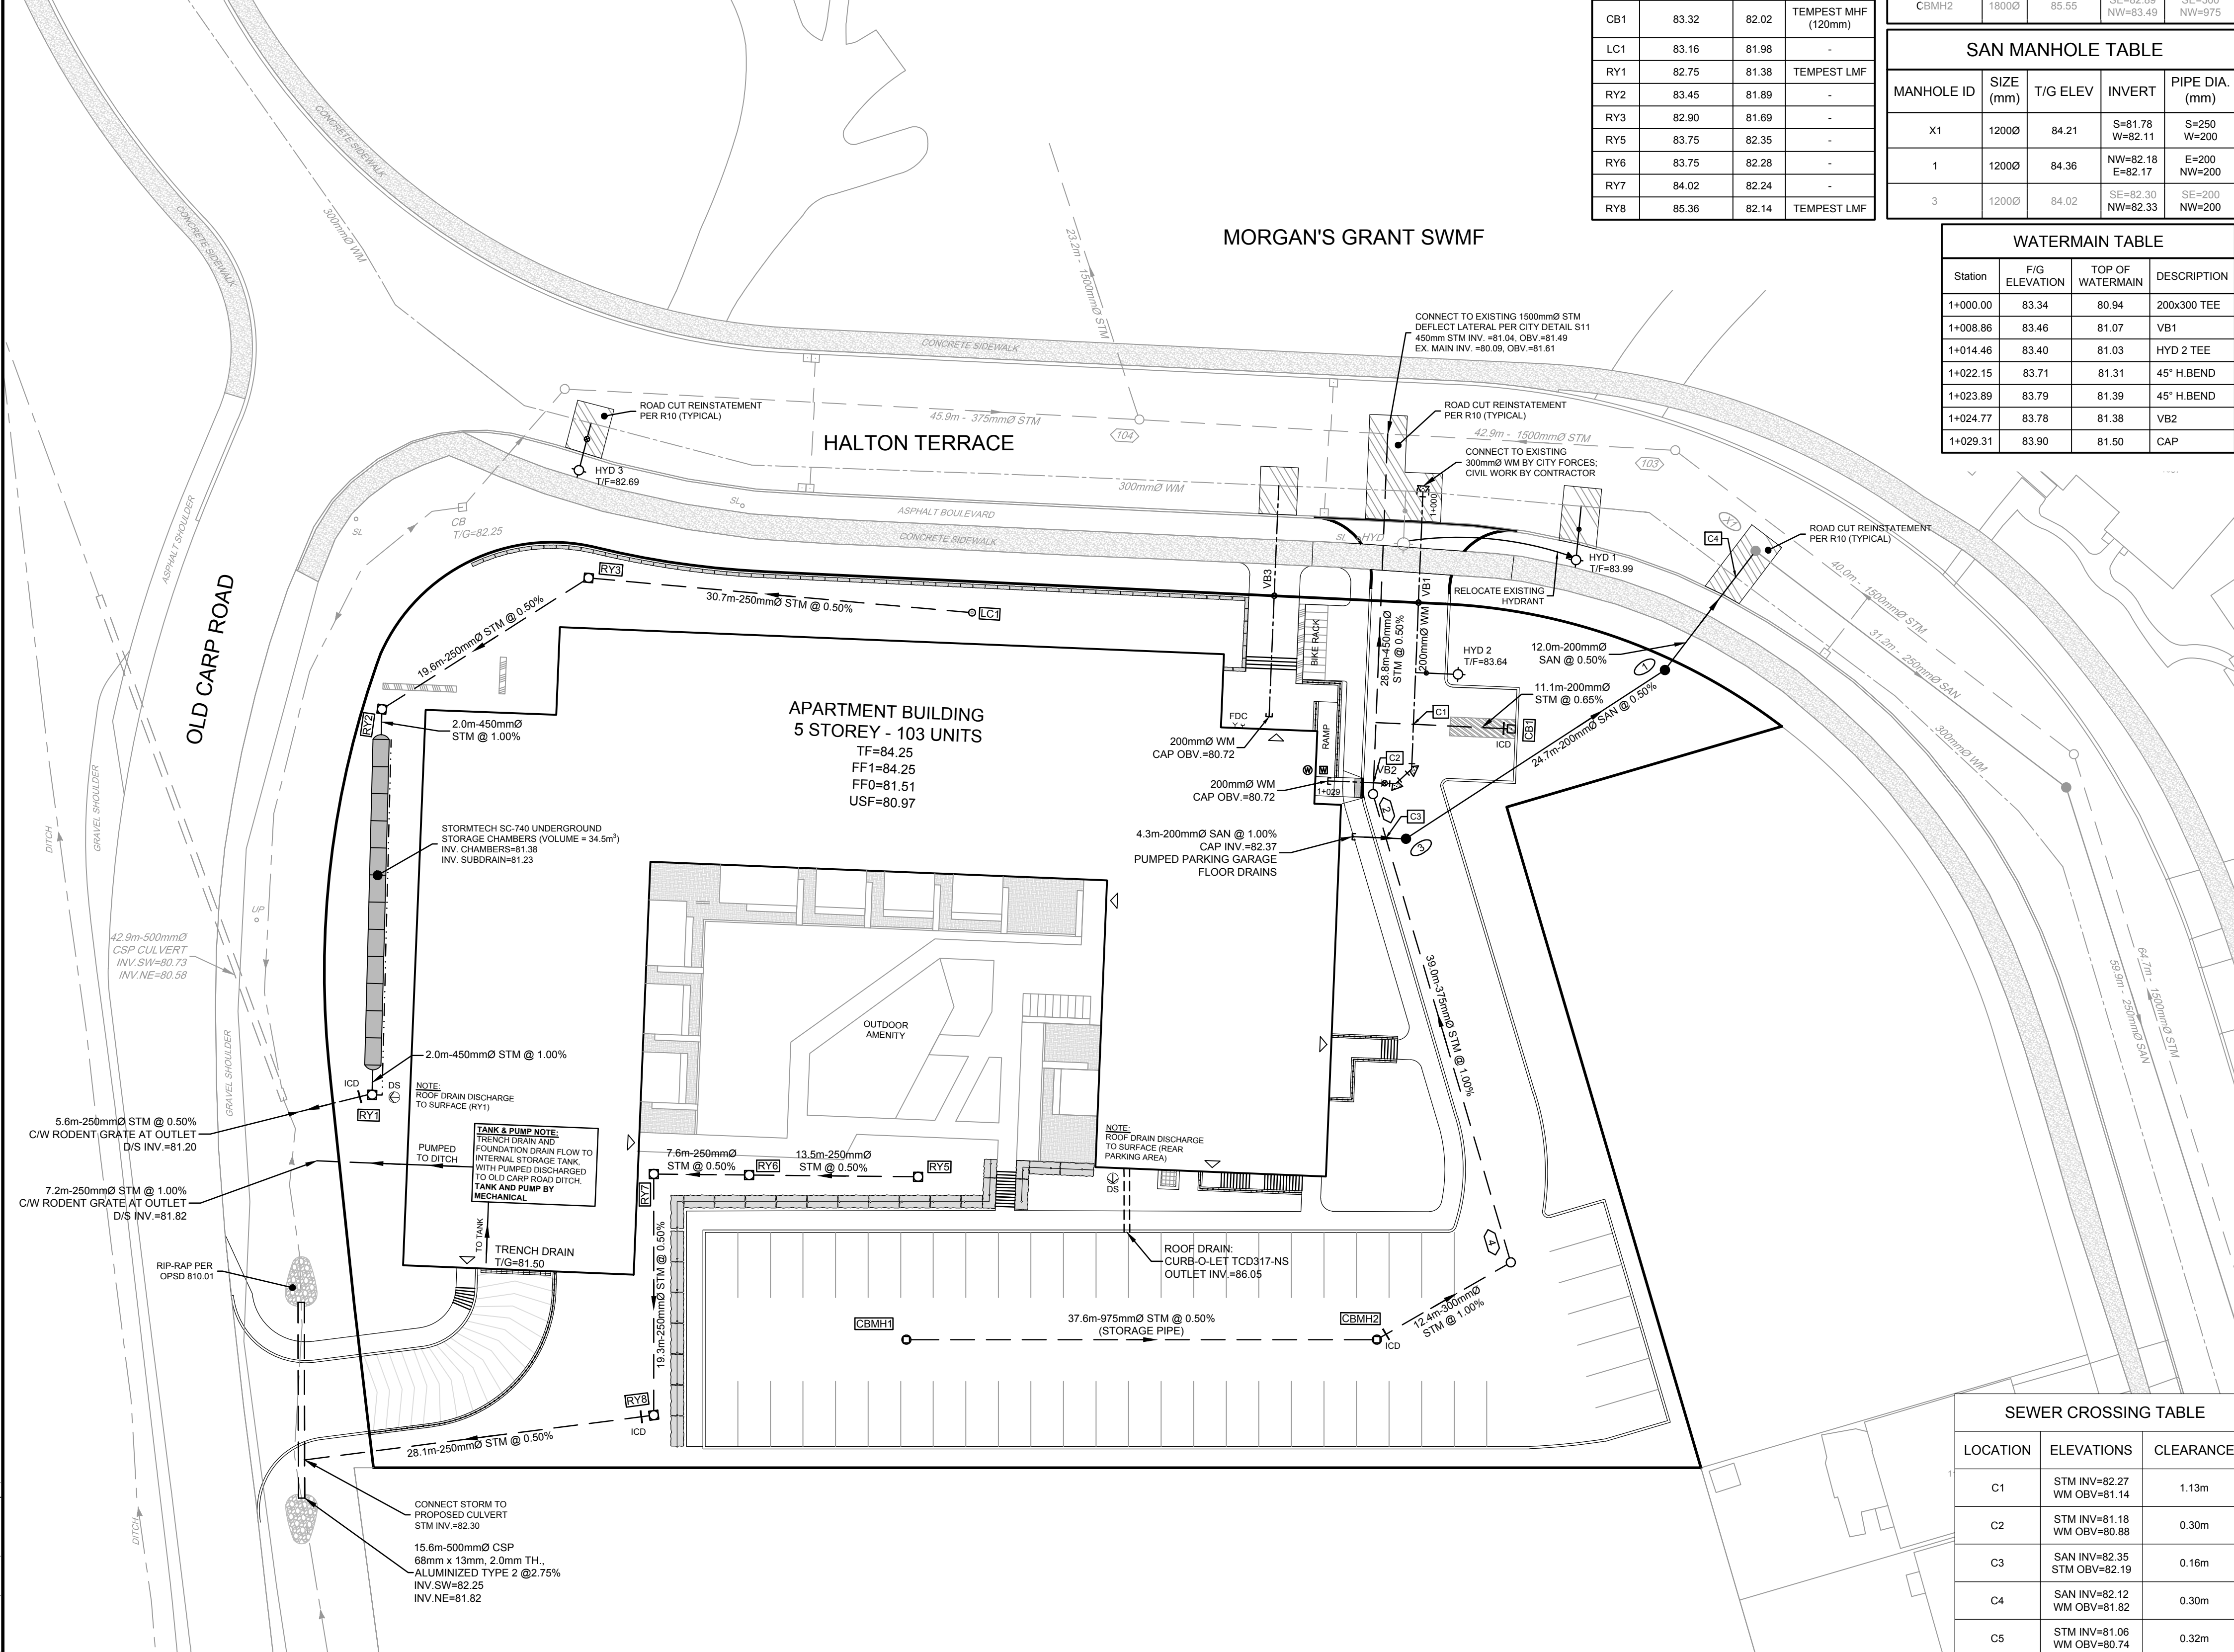 CB1 83.32 82.02 TEMPEST MHF (120mm)
LC1 83.16 81.98 -
RY1 82.75 81.38 TEMPEST LMF
RY2 83.45 81.89 -
RY3 82.90 81.69 -
RY5 83.75 82.35 -
RY6 83.75 82.28 -
RY7 84.02 82.24 -
RY8 85.36 82.14 TEMPEST LMF
CBMH2 1800Ø 85.55 NW=83.49 NW=975
SAN MANHOLE TABLE
MANHOLE ID SIZE (mm) T/G ELEV INVERT PIPE DIA. (mm)
X1 1200Ø 84.21 S=81.78 W=82.11 S=250 W=200
1 1200Ø 84.36 NW=82.18 E=82.17 E=200 NW=200
3 1200Ø 84.02 SE=82.30 NW=82.33 SE=200 NW=200
WATERMAIN TABLE
Station F/G ELEVATION TOP OF WATERMAIN DESCRIPTION
1+000.00 83.34 80.94 200x300 TEE
1+008.86 83.46 81.07 VB1
1+014.46 83.40 81.03 HYD 2 TEE
1+022.15 83.71 81.31 45° H.BEND
1+023.89 83.79 81.39 45° H.BEND
1+024.77 83.78 81.38 VB2
1+029.31 83.90 81.50 CAP
MORGAN'S GRANT SWMF
CONCRETE SIDEWALK
CONCRETE SIDEWALK
300mmØ WM
23.2m - 1500mmØ STM
CONCRETE SIDEWALK
CONNECT TO EXISTING 1500mmØ STM
DEFLECT LATERAL PER CITY DETAIL S11
450mm STM INV. =81.04, OBV.=81.49
EX. MAIN INV. =80.09, OBV.=81.61
ROAD CUT REINSTATEMENT
PER R10 (TYPICAL)
45.9m - 375mmØ STM
104
HALTON TERRACE
ROAD CUT REINSTATEMENT
PER R10 (TYPICAL)
42.9m - 1500mmØ STM
103
CONNECT TO EXISTING
300mmØ WM BY CITY FORCES;
CIVIL WORK BY CONTRACTOR
HYD 3
T/F=82.69
300mmØ WM
1+000
SL
ASPHALT BOULEVARD
CONCRETE SIDEWALK
CB
T/G=82.25
SL
SL
HYD
X1
C4
ROAD CUT REINSTATEMENT
PER R10 (TYPICAL)
HYD 1
T/F=83.99
RELOCATE EXISTING
HYDRANT
40.0m - 1500mmØ STM
31.2m - 250mmØ SAN
300mmØ WM
ASPHALT SHOULDER
OLD CARP ROAD
RY3
30.7m-250mmØ STM @ 0.50%
LC1
VB3
VB1
BIKE RACK
28.8m-450mmØ
STM @ 0.50%
200mmØ WM
HYD 2
T/F=83.64
12.0m-200mmØ
SAN @ 0.50%
1
19.6m-250mmØ STM @ 0.50%
11.1m-200mmØ
STM @ 0.65%
24.7m-200mmØ SAN @ 0.50%
RY2
2.0m-450mmØ
STM @ 1.00%
APARTMENT BUILDING
5 STOREY - 103 UNITS
TF=84.25
FF1=84.25
FF0=81.51
USF=80.97
FDC
RAMP
C1
CB1
ICD
200mmØ WM
CAP OBV.=80.72
W
W
C2
VB2
1+029
200mmØ WM
CAP OBV.=80.72
2
C3
3
4.3m-200mmØ SAN @ 1.00%
CAP INV.=82.37
PUMPED PARKING GARAGE
FLOOR DRAINS
STORMTECH SC-740 UNDERGROUND
STORAGE CHAMBERS (VOLUME = 34.5m³)
INV. CHAMBERS=81.38
INV. SUBDRAIN=81.23
DITCH
GRAVEL SHOULDER
UP
42.9m-500mmØ
CSP CULVERT
INV.SW=80.73
INV.NE=80.58
39.0m-375mmØ STM @ 1.00%
64.7m - 1500mmØ STM
59.9m - 250mmØ SAN
OUTDOOR
AMENITY
GRAVEL SHOULDER
2.0m-450mmØ STM @ 1.00%
ICD
DS
NOTE:
ROOF DRAIN DISCHARGE
TO SURFACE (RY1)
RY1
5.6m-250mmØ STM @ 0.50%
C/W RODENT GRATE AT OUTLET
D/S INV.=81.20
PUMPED
TO DITCH
TANK & PUMP NOTE:
TRENCH DRAIN AND
FOUNDATION DRAIN FLOW TO
INTERNAL STORAGE TANK,
WITH PUMPED DISCHARGED
TO OLD CARP ROAD DITCH.
TANK AND PUMP BY
MECHANICAL
7.2m-250mmØ STM @ 1.00%
C/W RODENT GRATE AT OUTLET
D/S INV.=81.82
7.6m-250mmØ
STM @ 0.50%
RY6
13.5m-250mmØ
STM @ 0.50%
RY5
RY7
NOTE:
ROOF DRAIN DISCHARGE
TO SURFACE (REAR
PARKING AREA)
DS
TO TANK
TRENCH DRAIN
T/G=81.50
RIP-RAP PER
OPSD 810.01
19.3m-250mmØ STM @ 0.50%
ROOF DRAIN:
CURB-O-LET TCD317-NS
OUTLET INV.=86.05
4
CBMH1
37.6m-975mmØ STM @ 0.50%
(STORAGE PIPE)
CBMH2
ICD
12.4m-300mmØ
STM @ 1.00%
RY8
ICD
28.1m-250mmØ STM @ 0.50%
CONNECT STORM TO
PROPOSED CULVERT
STM INV.=82.30
DITCH
15.6m-500mmØ CSP
68mm x 13mm, 2.0mm TH.,
ALUMINIZED TYPE 2 @2.75%
INV.SW=82.25
INV.NE=81.82
SEWER CROSSING TABLE
LOCATION ELEVATIONS CLEARANCE
C1 STM INV=82.27 WM OBV=81.14 1.13m
C2 STM INV=81.18 WM OBV=80.88 0.30m
C3 SAN INV=82.35 STM OBV=82.19 0.16m
C4 SAN INV=82.12 WM OBV=81.82 0.30m
C5 STM INV=81.06 WM OBV=80.74 0.32m